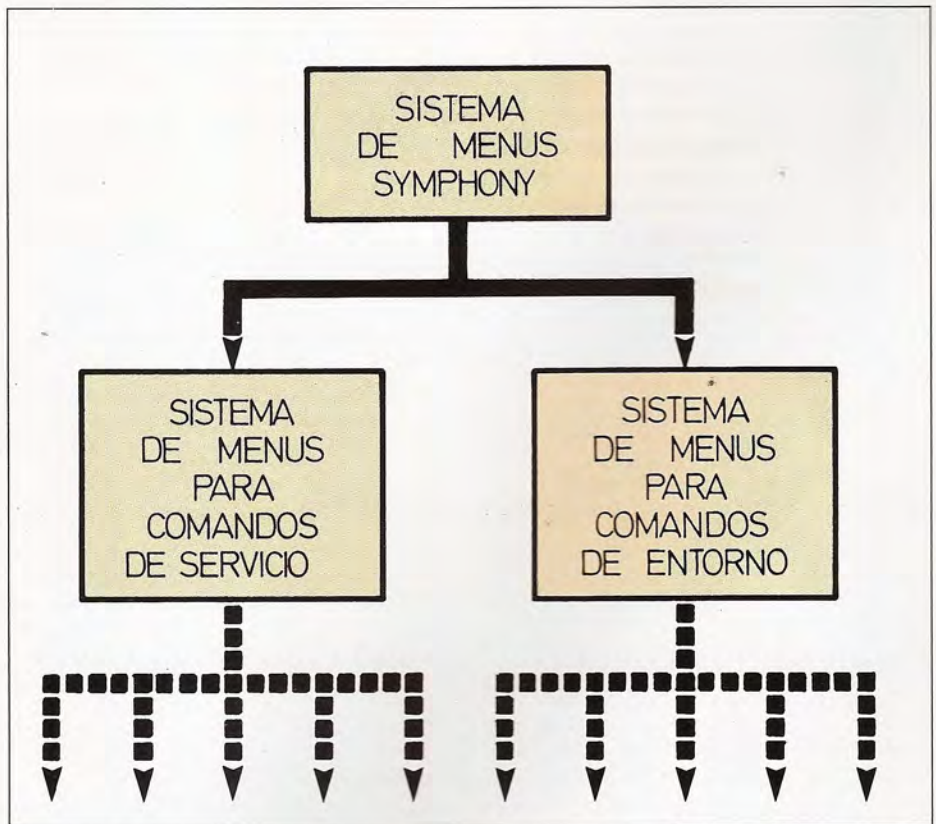 SISTEMA
DE MENUS
SYMPHONY
SISTEMA
DE MENUS
PARA
COMANDOS
DE SERVICIO
SISTEMA
DE MENUS
PARA
COMANDOS
DE ENTORNO